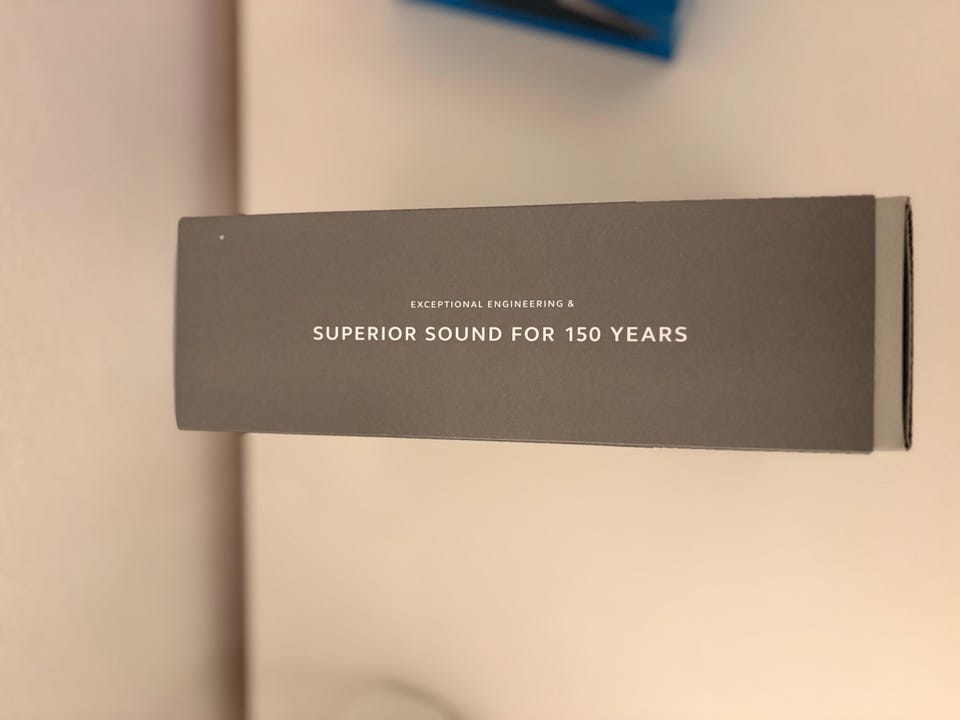 EXCEPTIONAL ENGINEERING &
SUPERIOR SOUND FOR 150 YEARS